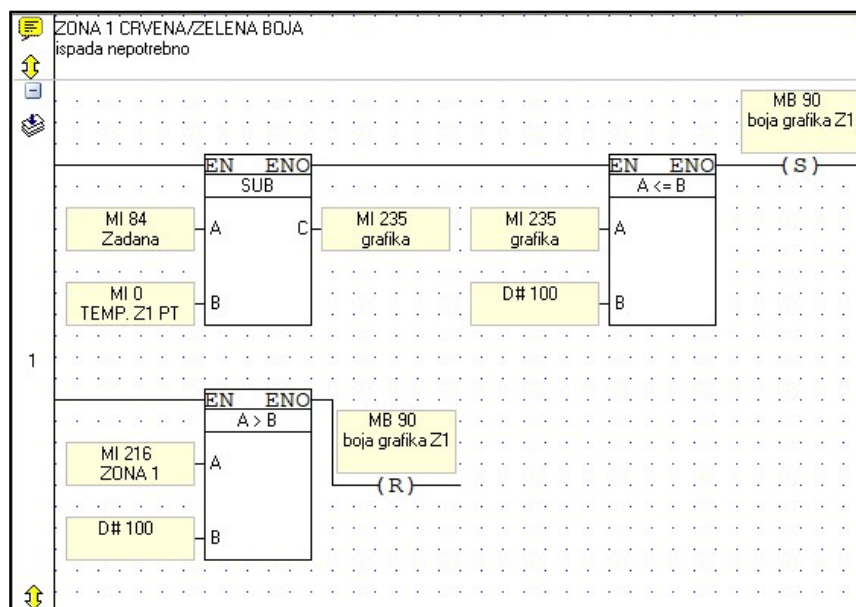 ZONA 1 CRVENA/ZELENA BOJA
ispada nepotrebno
MB 90
boja grafika Z1
EN ENO
SUB
EN ENO
A <= B
(S)
MI 84
Zadana
A
C
MI 235
grafika
MI 235
grafika
A
MI 0
TEMP. Z1 PT
B
D# 100
B
1
EN ENO
A > B
MB 90
boja grafika Z1
MI 216
ZONA 1
A
(R)
D# 100
B